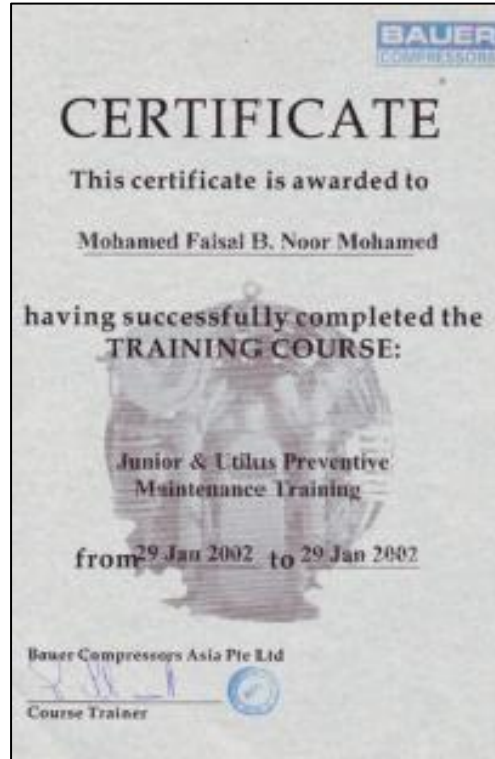 BAUER
COMPRESSORS
CERTIFICATE
This certificate is awarded to
Mohamed Faisal B. Noor Mohamed
having successfully completed the
TRAINING COURSE:
Junior & Utilus Preventive
Maintenance Training
from 29 Jan 2002 to 29 Jan 2002
Bauer Compressors Asia Pte Ltd
Course Trainer